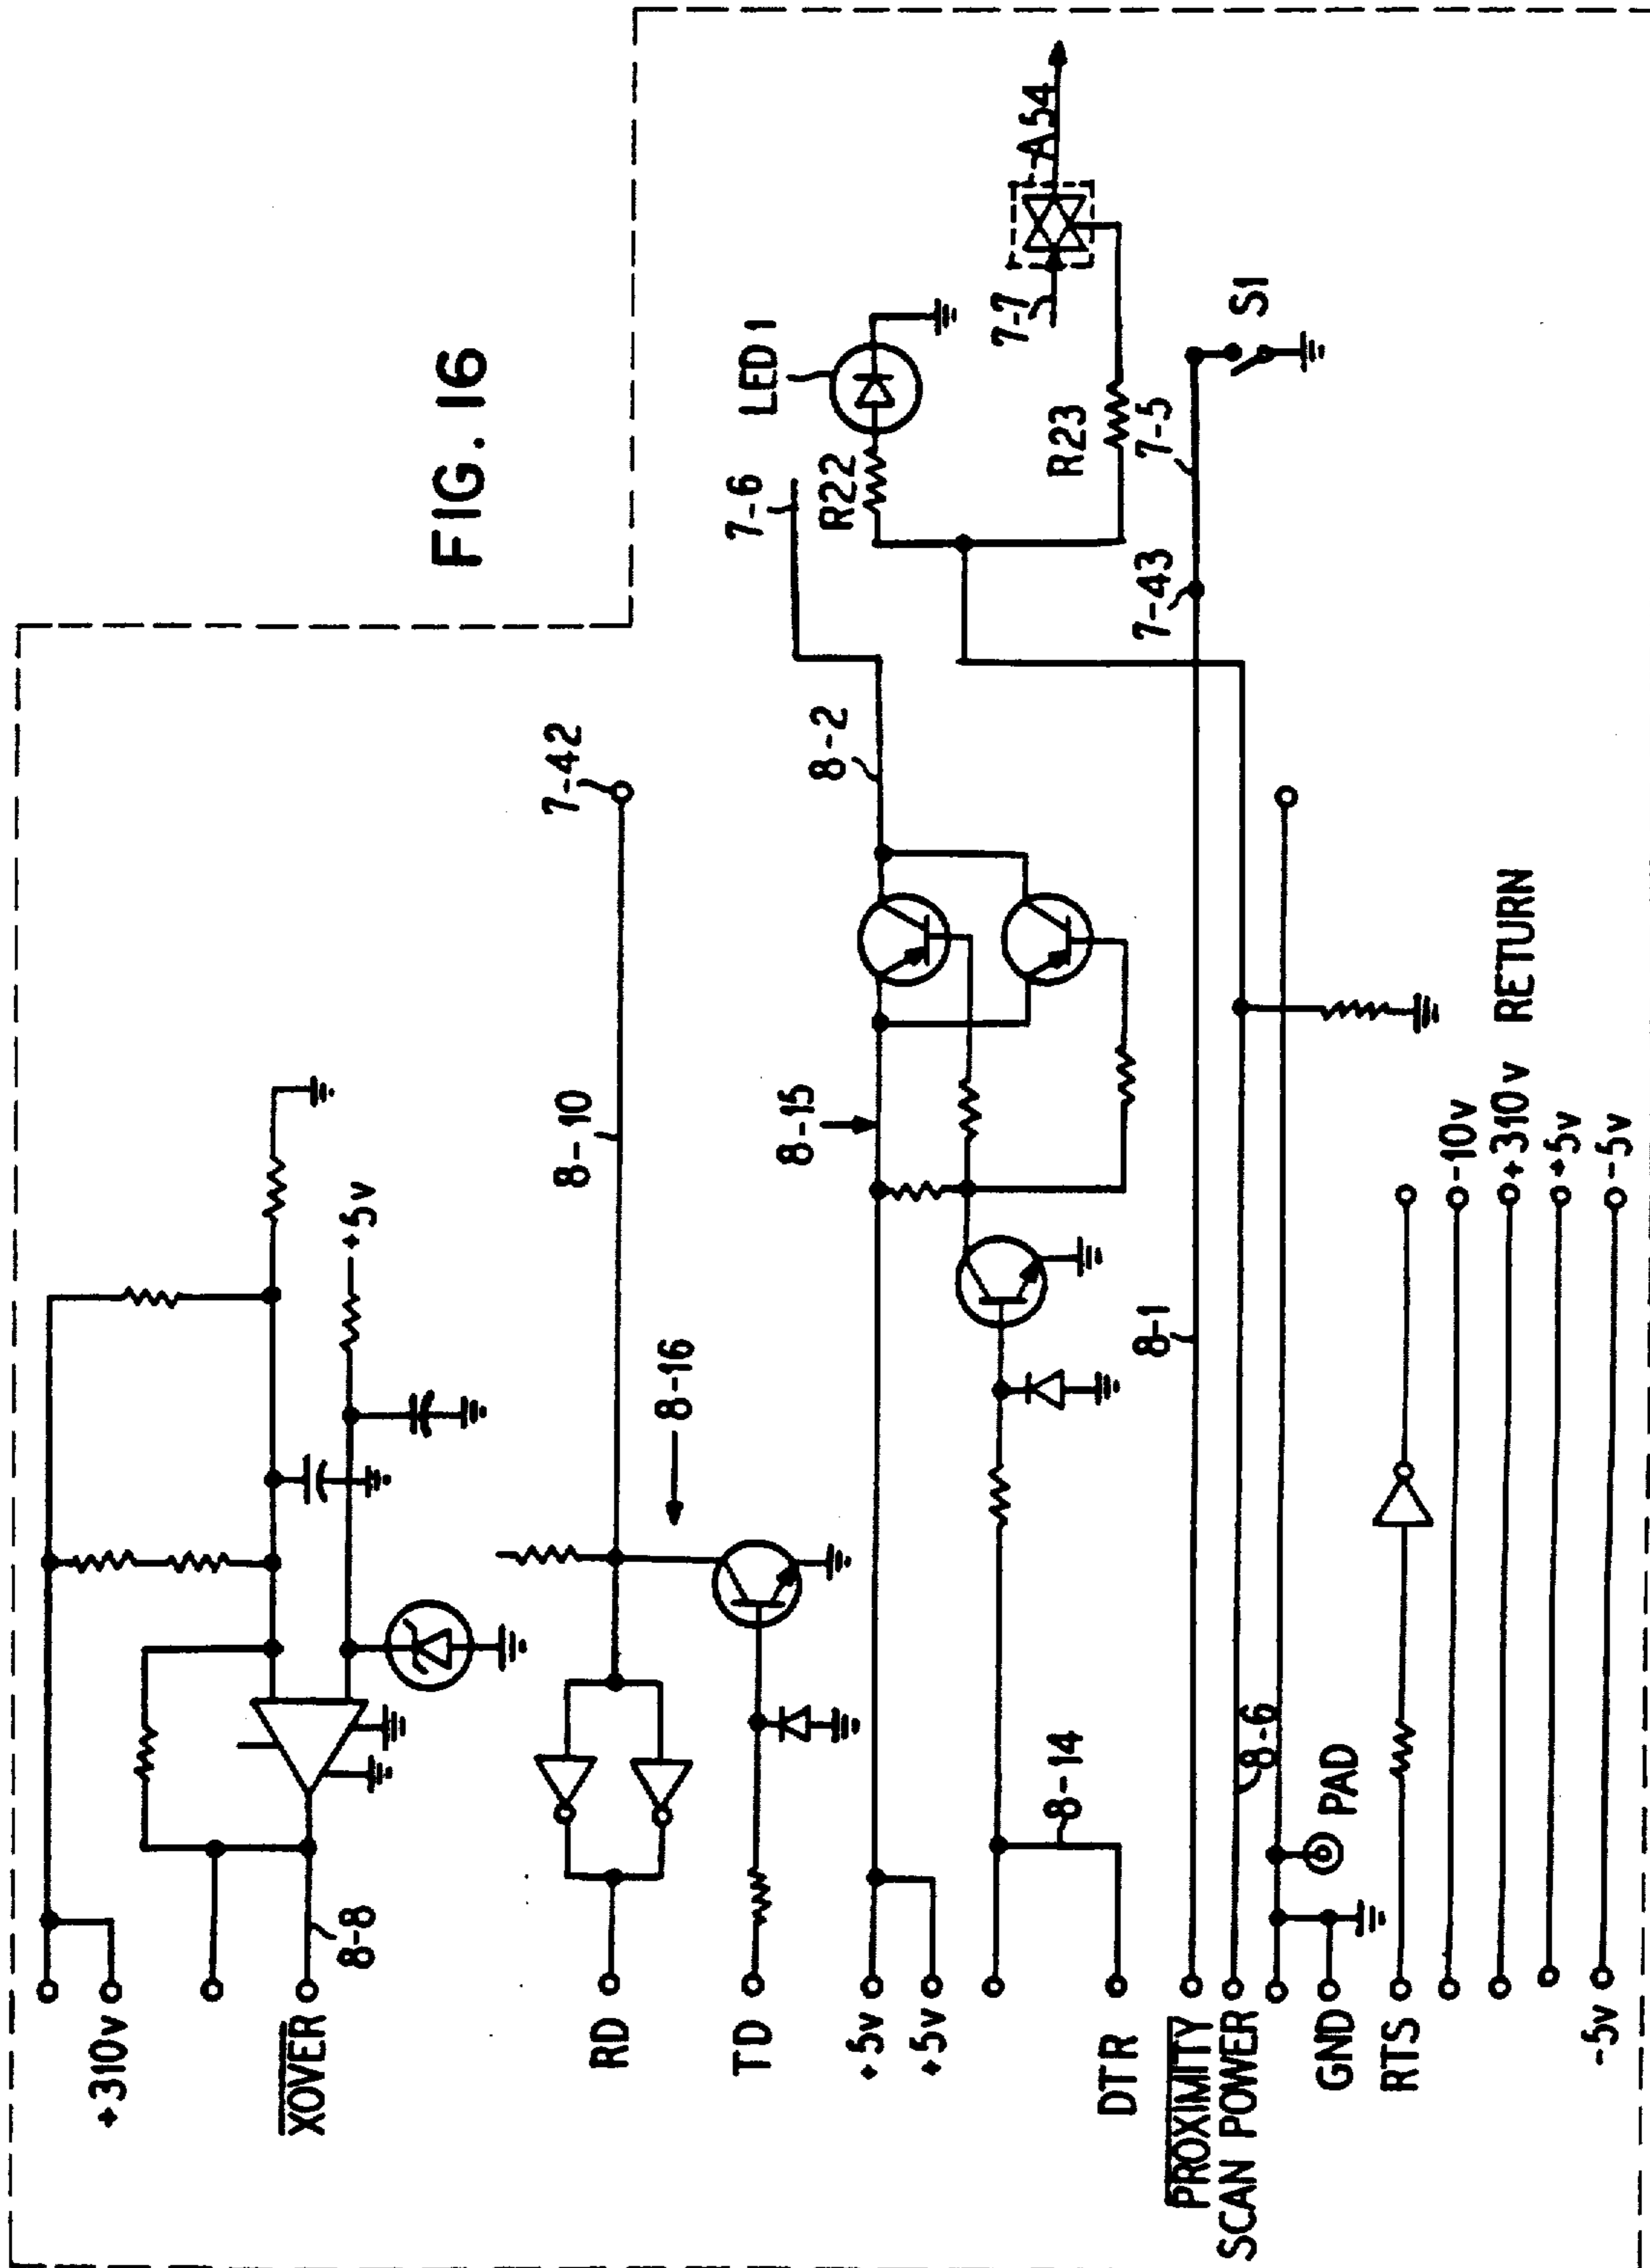 FIG. 16
+310v
XOVER
8-8
+5v
RD
8-10
7-42
8-16
TD
+5v
+5v
8-15
8-2
7-6
R22
LED 1
7-7
A54
R23
7-5
S1
7-43
DTR
8-14
8-1
PROXIMITY
SCAN POWER
8-6
PAD
GND
RTS
-10v
+310v RETURN
+5v
-5v
-5v